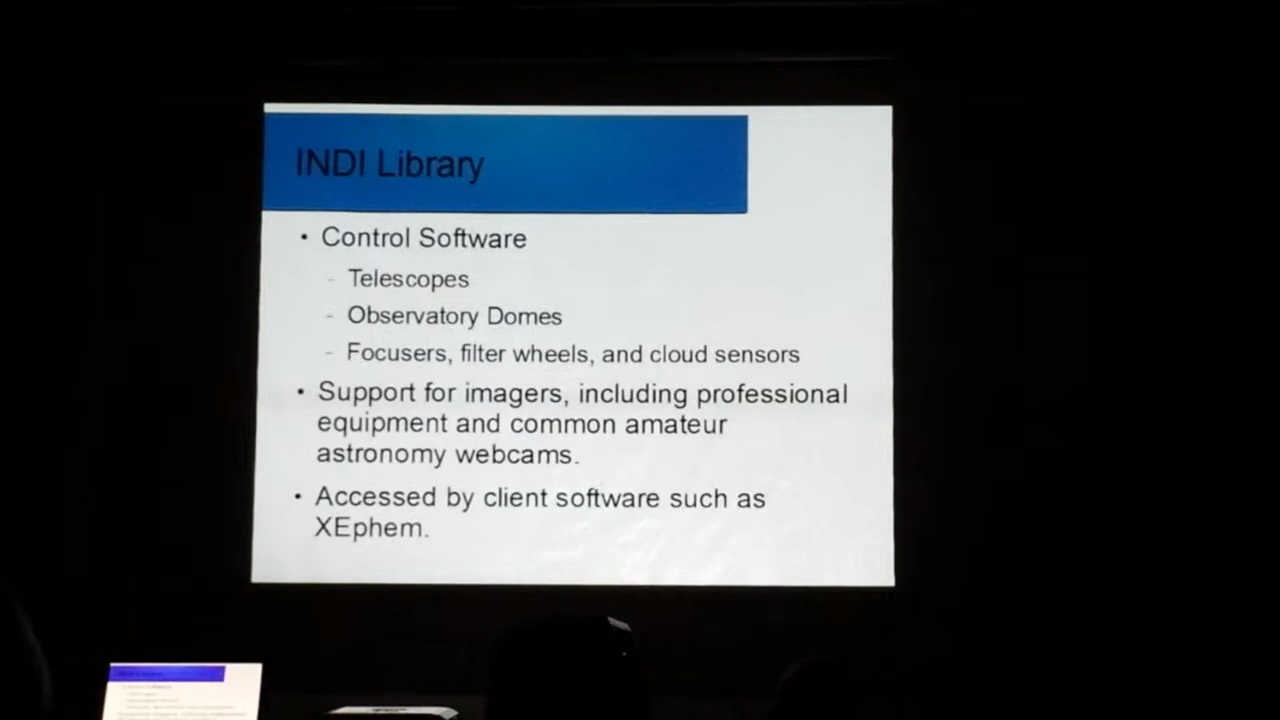 INDI Library
• Control Software
- Telescopes
- Observatory Domes
- Focusers, filter wheels, and cloud sensors
• Support for imagers, including professional
equipment and common amateur
astronomy webcams.
• Accessed by client software such as
XEphem.